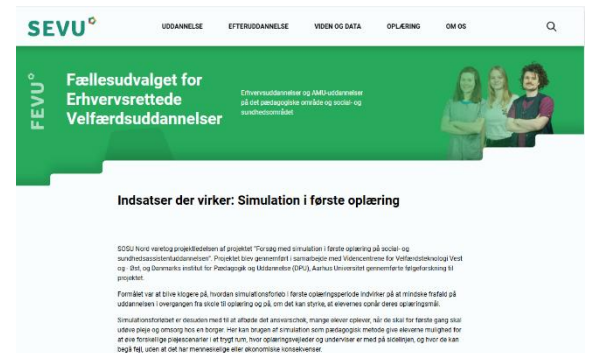 SEVU°
UDDANNELSE EFTERUDDANNELSE VIDEN OG DATA OPLÆRING OM OS
FEVU°
Fællesudvalget for
Erhvervsrettede
Velfærdsuddannelser
Erhvervsuddannelser og AMU-uddannelser
på det pædagogiske område og social- og
sundhedsområdet
Indsatser der virker: Simulation i første oplæring
SOSU Nord varetog projektledelsen af projektet "Forsøg med simulation i første oplæring på social- og
sundhedsassistentuddannelsen". Projektet blev gennemført i samarbejde med Videncentrene for Velfærdsteknologi Vest
og - Øst, og Danmarks institut for Pædagogik og Uddannelse (DPU), Aarhus Universitet gennemførte følgeforskning til
projektet.
Formålet var at blive klogere på, hvordan simulationsforløb i første oplæringsperiode indvirker på at mindske frafald på
uddannelsen i overgangen fra skole til oplæring og på, om det kan styrke, at elevernes opnår deres oplæringsmål.
Simulationsforløbet er desuden med til at afbøde det ansvarschok, mange elever oplever, når de skal for første gang skal
udøve pleje og omsorg hos en borger. Her kan brugen af simulation som pædagogisk metode give eleverne mulighed for
at øve forskellige plejescenarier i et trygt rum, hvor oplæringsvejleder og underviser er med på sidelinjen, og hvor de kan
begå fejl, uden at det har menneskelige eller økonomiske konsekvenser.